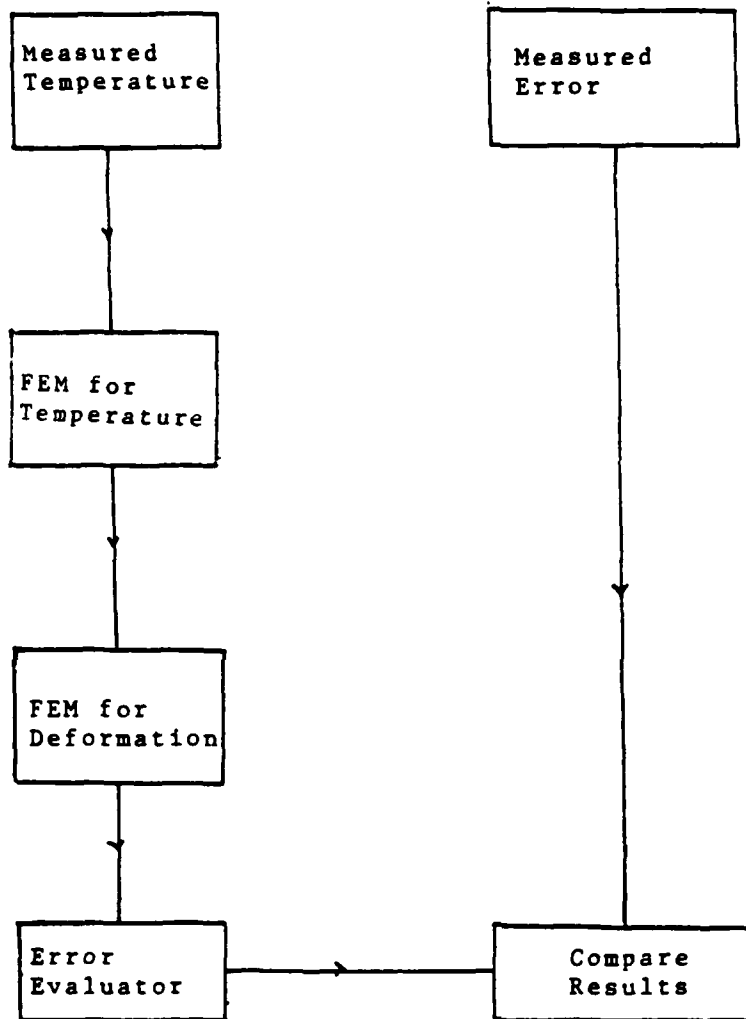 Measured
Temperature
Measured
Error
FEM for
Temperature
FEM for
Deformation
Error
Evaluator
Compare
Results